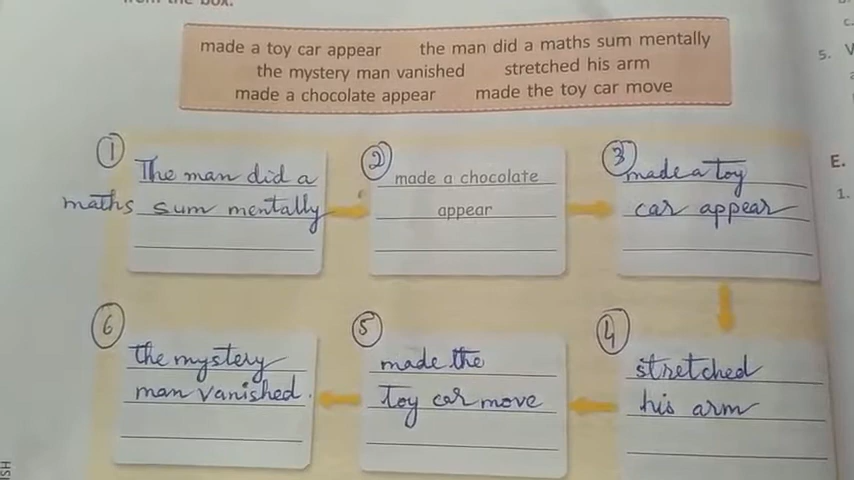 from the box.
made a toy car appear the man did a maths sum mentally
the mystery man vanished stretched his arm
made a chocolate appear made the toy car move
1
The man did a
maths sum mentally
2
made a chocolate
appear
3
made a Toy
car appear
4
stretched
his arm
5
made the
Toy car move
6
the mystery
man vanished.
c.
5.
E.
1.